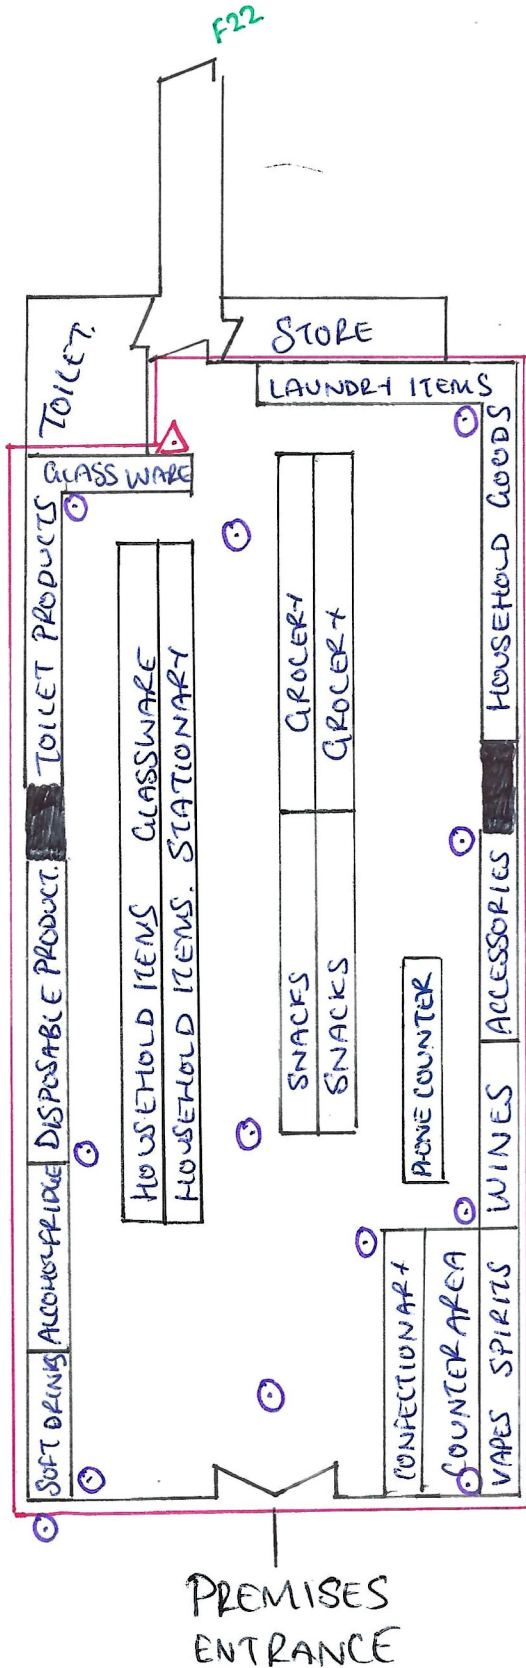 F22
STORE
TOILET.
LAUNDRY ITEMS
GLASS WARE
TOILET PRODUCTS
HOUSEHOLD GOODS
HOUSEHOLD ITEMS GLASSWARE
HOUSEHOLD ITEMS. STATIONARY
GROCERY
GROCERY
SNACKS
SNACKS
DISPOSABLE PRODUCT.
ACCESSORIES
PHONE COUNTER
WINES
ALCOHOL FRIDGE
SOFT DRINKS
CONFECTIONARY
COUNTER AREA
VAPES SPIRITS
PREMISES
ENTRANCE